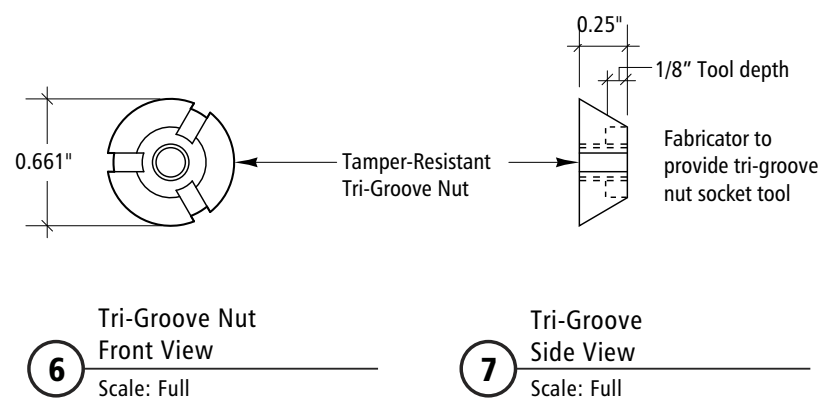 0.25"
1/8” Tool depth
0.661"
Tamper-Resistant
Tri-Groove Nut
Fabricator to
provide tri-groove
nut socket tool
6
Tri-Groove Nut
Front View
Scale: Full
7
Tri-Groove
Side View
Scale: Full